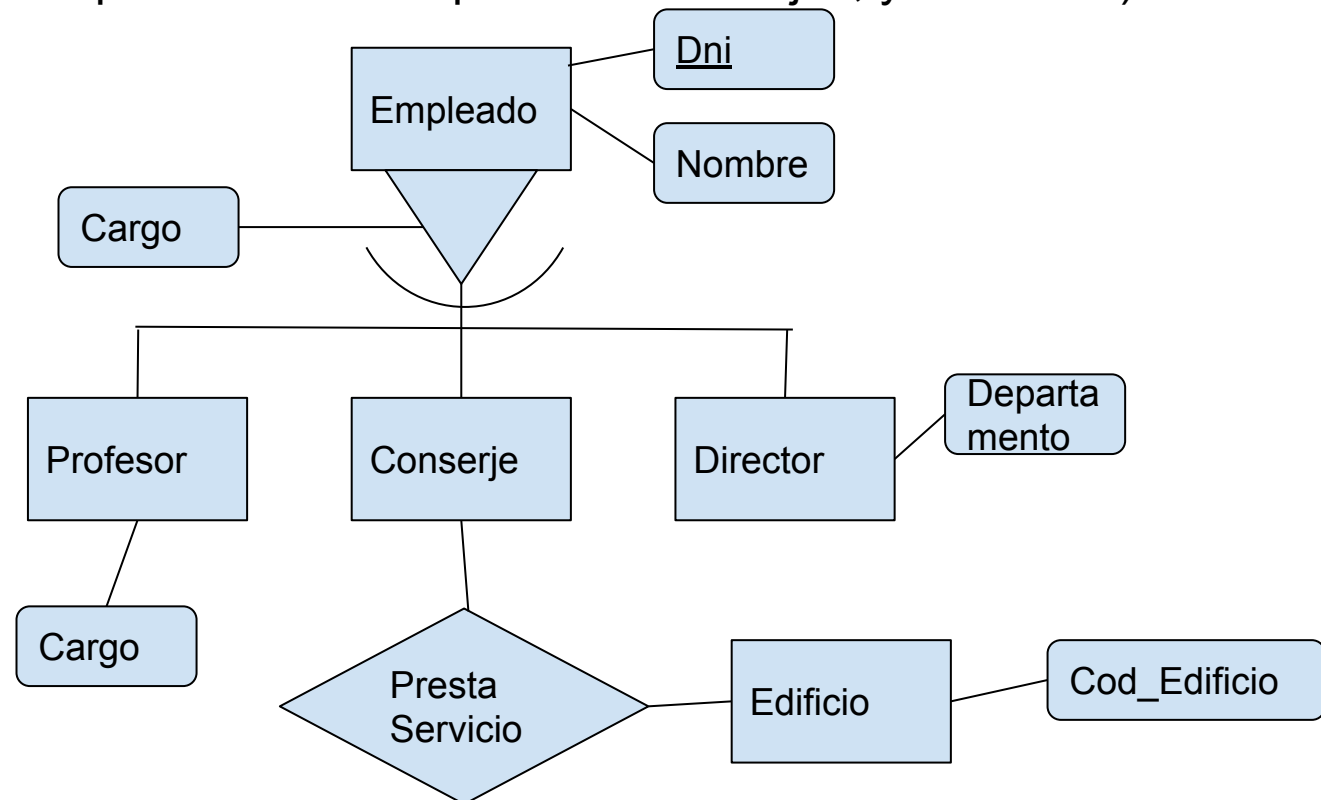 Dni
Empleado
Nombre
Cargo
Departa
mento
Profesor
Conserje
Director
Cargo
Presta
Servicio
Edificio
Cod_Edificio